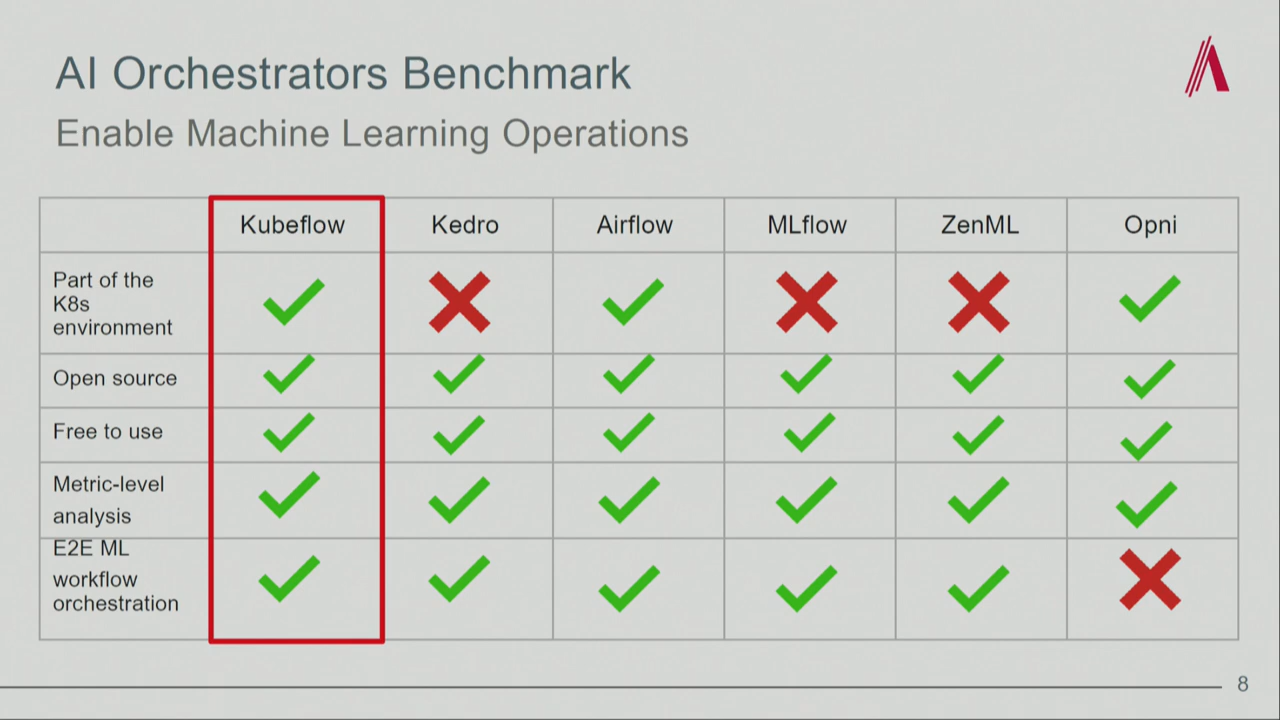 AI Orchestrators Benchmark
Enable Machine Learning Operations
Kubeflow Kedro Airflow MLflow ZenML Opni
Part of the
K8s
environment
Open source
Free to use
Metric-level
analysis
E2E ML
workflow
orchestration
8